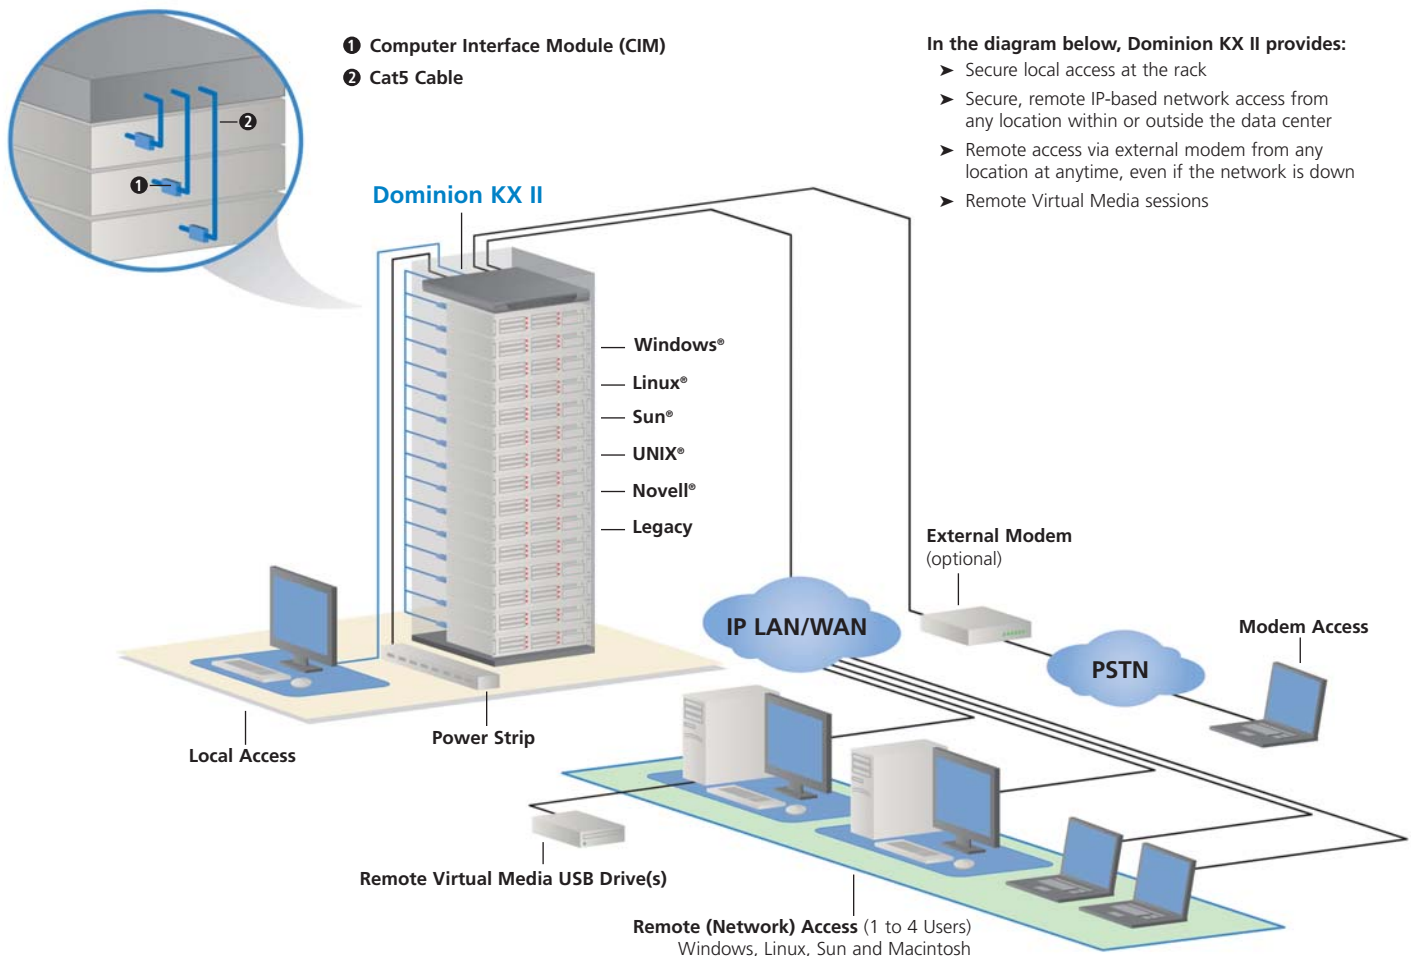 ❶ Computer Interface Module (CIM)
❷ Cat5 Cable
In the diagram below, Dominion KX II provides:
➤ Secure local access at the rack
➤ Secure, remote IP-based network access from
any location within or outside the data center
➤ Remote access via external modem from any
location at anytime, even if the network is down
➤ Remote Virtual Media sessions
❷
❶
Dominion KX II
Windows®
Linux®
Sun®
UNIX®
Novell®
Legacy
External Modem
(optional)
IP LAN/WAN
PSTN
Modem Access
Local Access
Power Strip
Remote Virtual Media USB Drive(s)
Remote (Network) Access (1 to 4 Users)
Windows, Linux, Sun and Macintosh